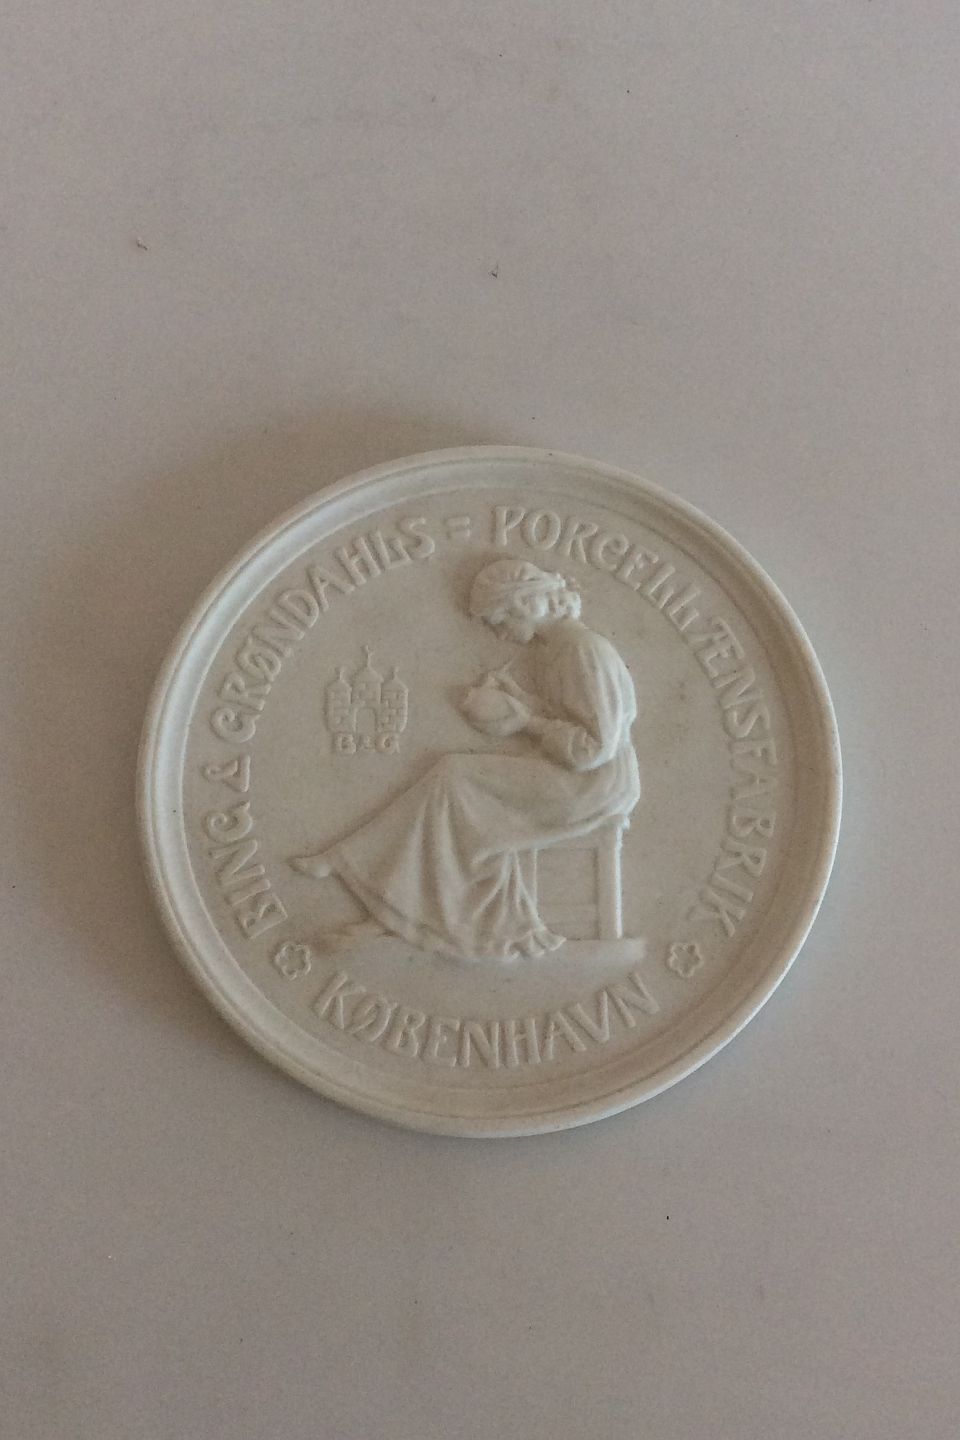 BING & GRØNDAHLS = PORCELLÆNSFABRIK
B & G
KØBENHAVN